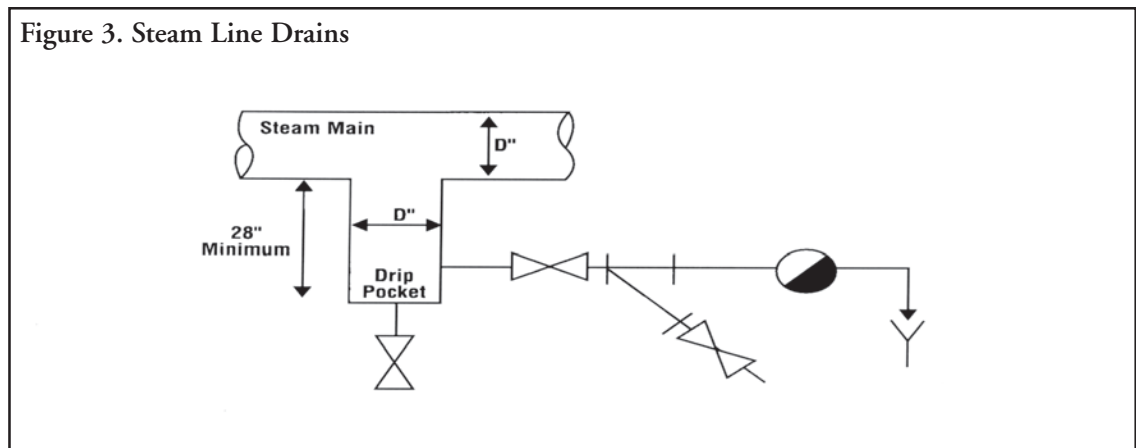 Figure 3. Steam Line Drains
Steam Main
D"
D"
28"
Minimum
Drip
Pocket